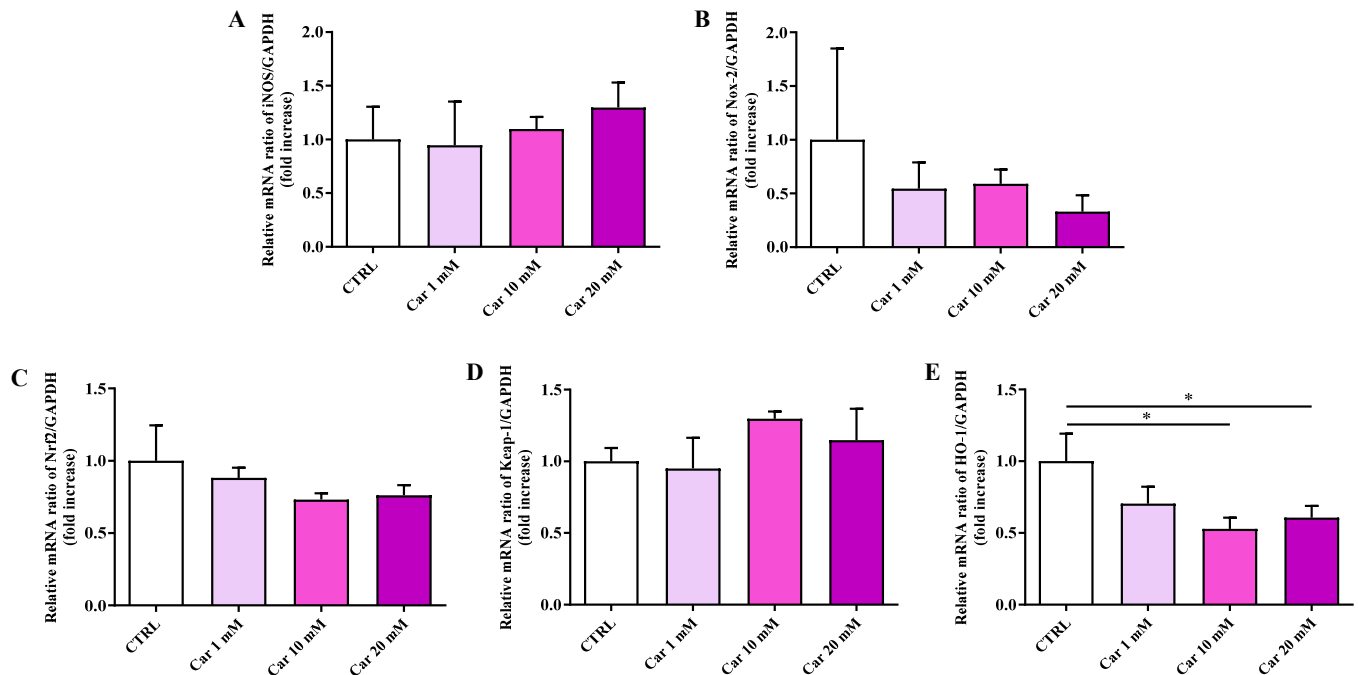 A
Relative mRNA ratio of iNOS/GAPDH
(fold increase)
2.0
1.5
1.0
0.5
0.0
CTRL
Car 1 mM
Car 10 mM
Car 20 mM
B
Relative mRNA ratio of Nox-2/GAPDH
(fold increase)
2.0
1.5
1.0
0.5
0.0
CTRL
Car 1 mM
Car 10 mM
Car 20 mM
C
Relative mRNA ratio of Nrf2/GAPDH
(fold increase)
1.5
1.0
0.5
0.0
CTRL
Car 1 mM
Car 10 mM
Car 20 mM
D
Relative mRNA ratio of Keap-1/GAPDH
(fold increase)
1.5
1.0
0.5
0.0
CTRL
Car 1 mM
Car 10 mM
Car 20 mM
E
Relative mRNA ratio of HO-1/GAPDH
(fold increase)
1.5
1.0
0.5
0.0
*
*
CTRL
Car 1 mM
Car 10 mM
Car 20 mM